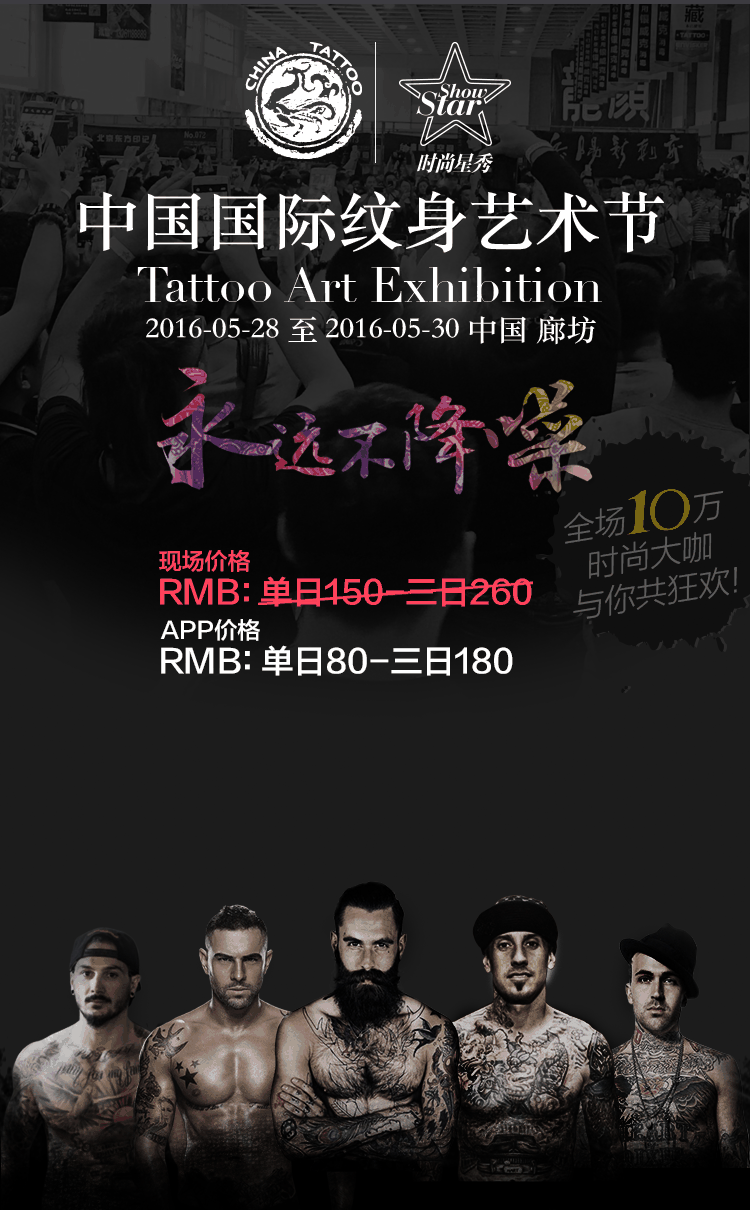 CHINA TATTOO
Show
Star
时尚星秀
龍顏
藏
中国国际纹身艺术节
Tattoo Art Exhibition
2016-05-28 至 2016-05-30 中国 廊坊
永远不降噪
全场10万
时尚大咖
与你共狂欢!
现场价格
RMB: 单日150-三日260
APP价格
RMB: 单日80-三日180